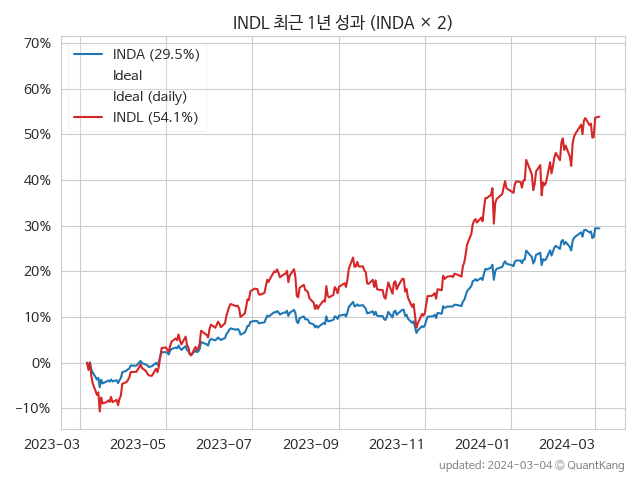 INDL 최근 1년 성과 (INDA × 2)
INDA (29.5%)
Ideal
Ideal (daily)
INDL (54.1%)
70%
60%
50%
40%
30%
20%
10%
0%
−10%
2023-03 2023-05 2023-07 2023-09 2023-11 2024-01 2024-03
updated: 2024-03-04 © QuantKang